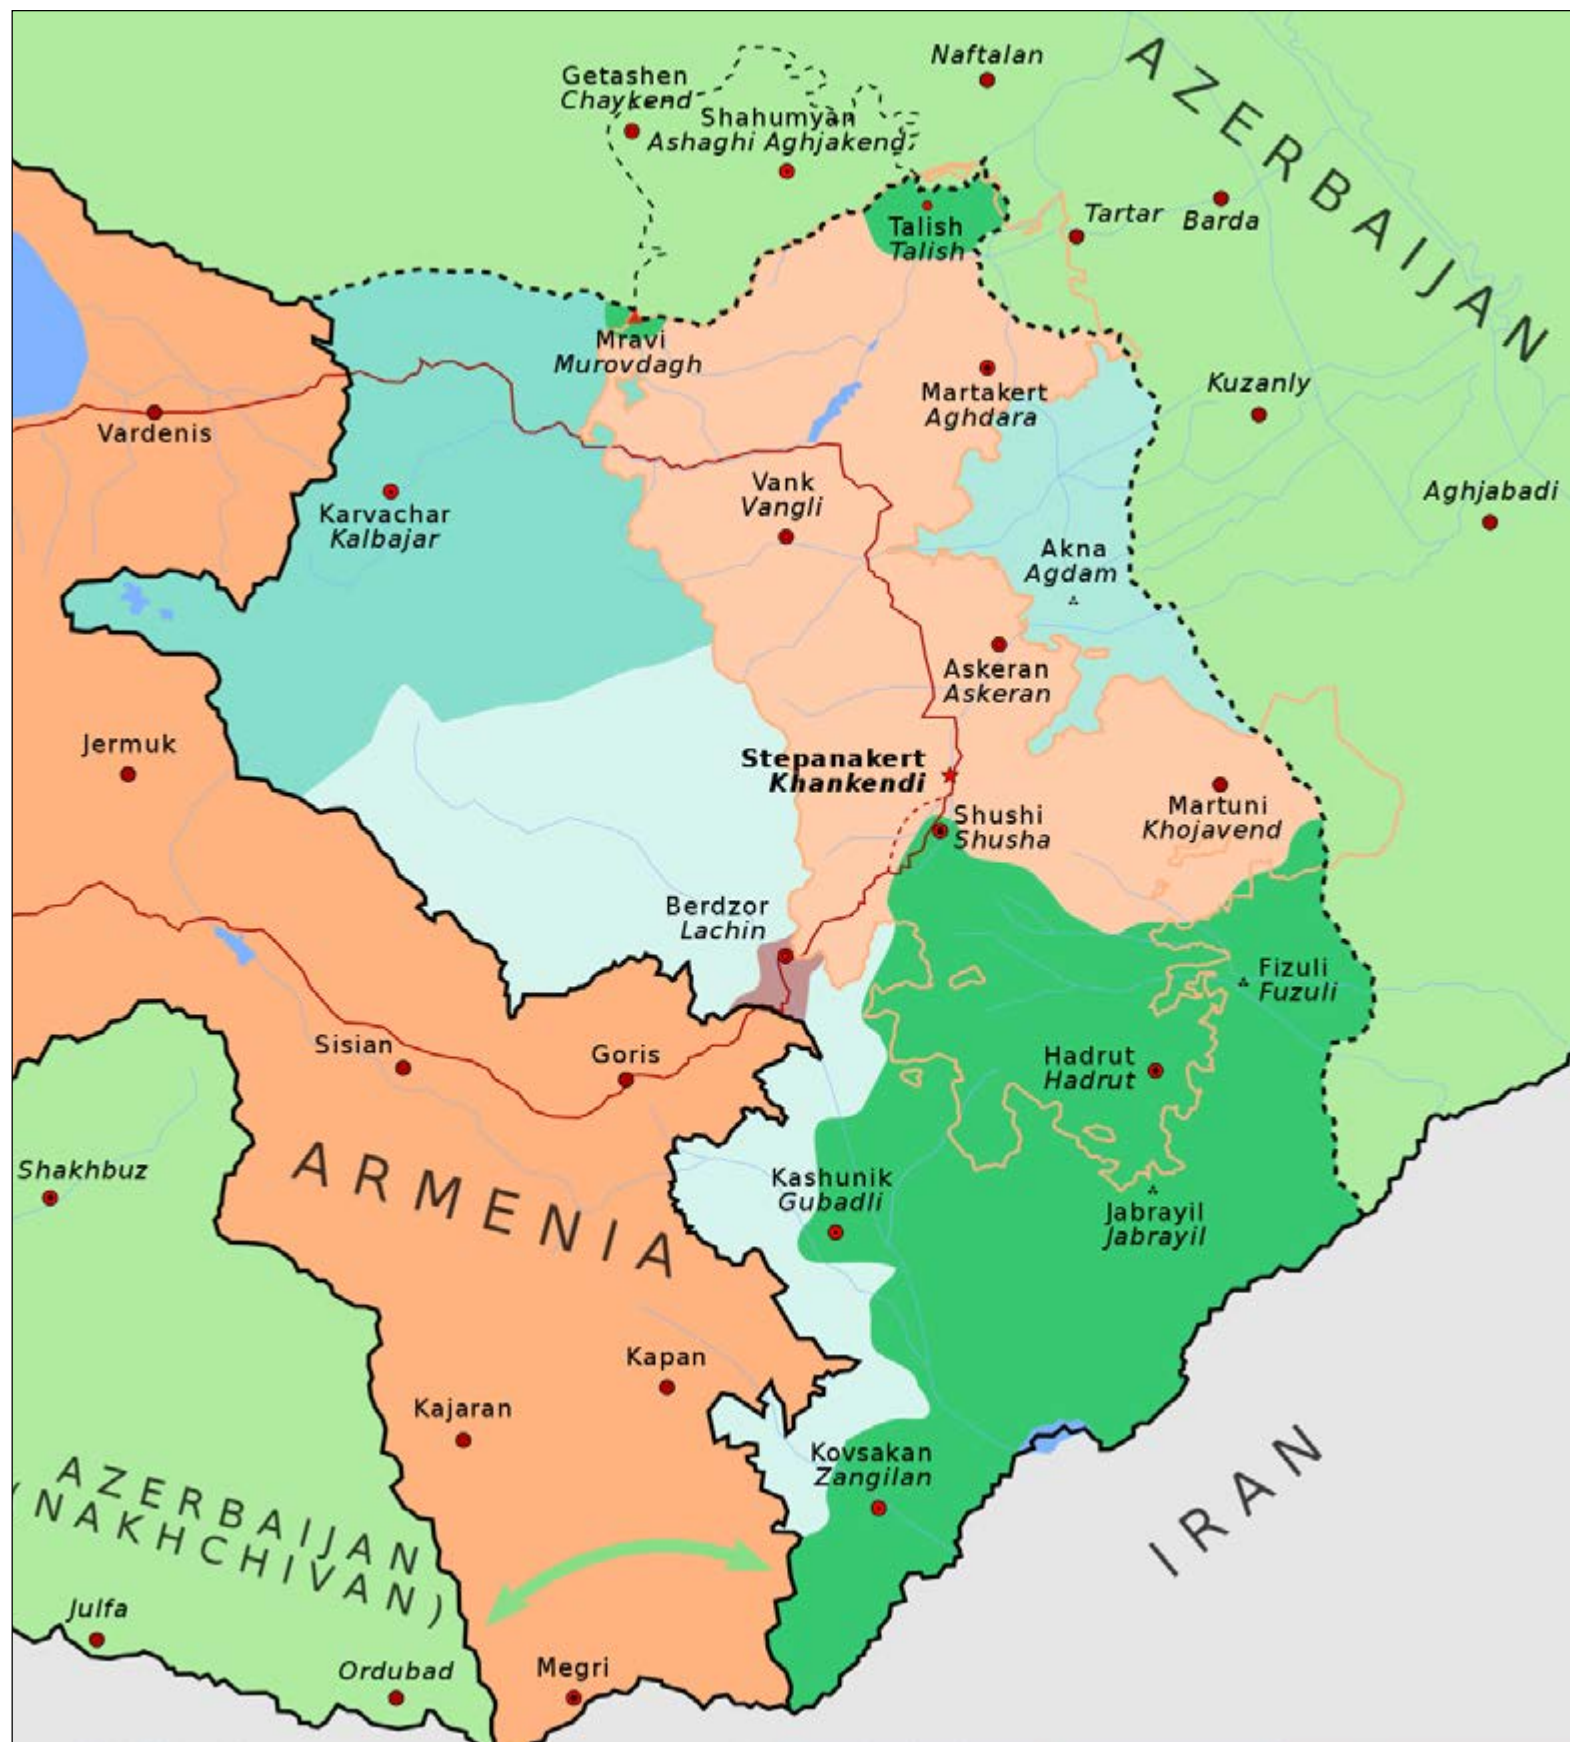 Naftalan
Getashen
Chaykend
Shahumyan
Ashaghi Aghjakend
AZERBAIJAN
Talish
Talish
Tartar
Barda
Mravi
Murovdagh
Martakert
Aghdara
Kuzanly
Vardenis
Karvachar
Kalbajar
Vank
Vangli
Aghjabadi
Akna
Agdam
Askeran
Askeran
Jermuk
Stepanakert
Khankendi
Martuni
Khojavend
Shushi
Shusha
Berdzor
Lachin
Fizuli
Fuzuli
Sisian
Goris
Hadrut
Hadrut
Shakhbuz
ARMENIA
Kashunik
Gubadli
Jabrayil
Jabrayil
Kapan
Kajaran
Kovsakan
Zangilan
IRAN
AZERBAIJAN
(NAKHCHIVAN)
Julfa
Ordubad
Megri